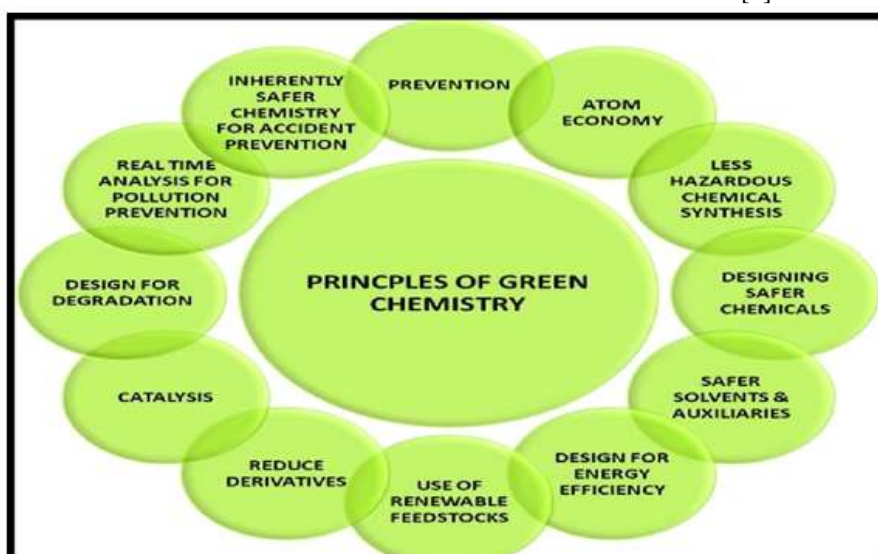 PREVENTION
ATOM
ECONOMY
LESS
HAZARDOUS
CHEMICAL
SYNTHESIS
DESIGNING
SAFER
CHEMICALS
SAFER
SOLVENTS &
AUXILIARIES
DESIGN FOR
ENERGY
EFFICIENCY
USE OF
RENEWABLE
FEEDSTOCKS
REDUCE
DERIVATIVES
CATALYSIS
DESIGN FOR
DEGRADATION
REAL TIME
ANALYSIS FOR
POLLUTION
PREVENTION
INHERENTLY
SAFER
CHEMISTRY
FOR ACCIDENT
PREVENTION
PRINCPLES OF GREEN
CHEMISTRY